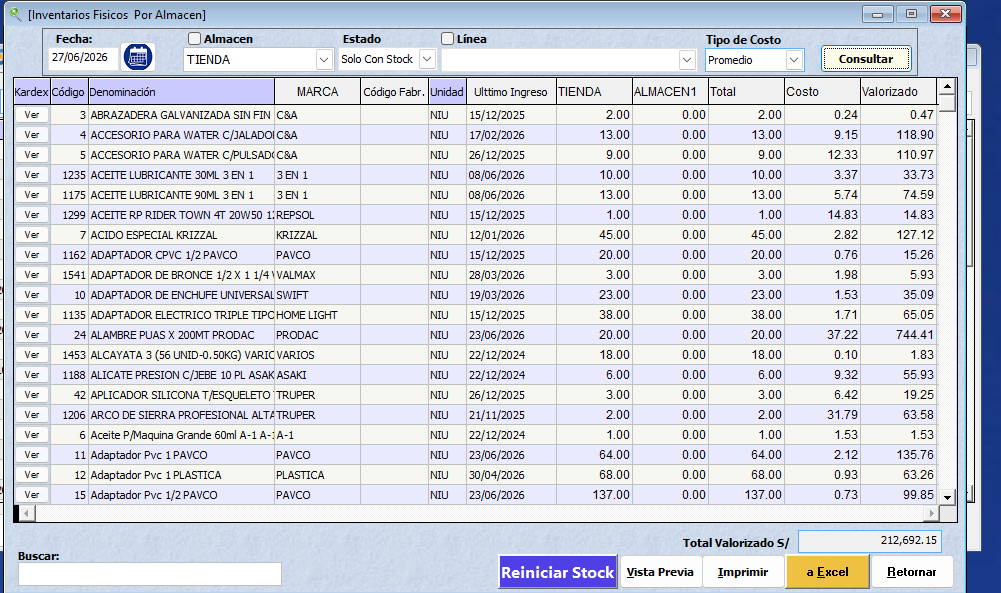 [Inventarios Fisicos Por Almacen]
Fecha: Almacen Estado Línea Tipo de Costo
27/06/2026 TIENDA Solo Con Stock Promedio Consultar
Kardex Código Denominación MARCA Código Fabr. Unidad Ulttimo Ingreso TIENDA ALMACEN1 Total Costo Valorizado
Ver 3 ABRAZADERA GALVANIZADA SIN FIN C&A NIU 15/12/2025 2.00 0.00 2.00 0.24 0.47
Ver 4 ACCESORIO PARA WATER C/JALADO C&A NIU 17/02/2026 13.00 0.00 13.00 9.15 118.90
Ver 5 ACCESORIO PARA WATER C/PULSAD C&A NIU 26/12/2025 9.00 0.00 9.00 12.33 110.97
Ver 1235 ACEITE LUBRICANTE 30ML 3 EN 1 3 EN 1 NIU 08/06/2026 10.00 0.00 10.00 3.37 33.73
Ver 1175 ACEITE LUBRICANTE 90ML 3 EN 1 3 EN 1 NIU 08/06/2026 13.00 0.00 13.00 5.74 74.59
Ver 1299 ACEITE RP RIDER TOWN 4T 20W50 12 REPSOL NIU 15/12/2025 1.00 0.00 1.00 14.83 14.83
Ver 7 ACIDO ESPECIAL KRIZZAL KRIZZAL NIU 12/01/2026 45.00 0.00 45.00 2.82 127.12
Ver 1162 ADAPTADOR CPVC 1/2 PAVCO PAVCO NIU 15/12/2025 20.00 0.00 20.00 0.76 15.26
Ver 1541 ADAPTADOR DE BRONCE 1/2 X 1 1/4 VALMAX NIU 28/03/2026 3.00 0.00 3.00 1.98 5.93
Ver 10 ADAPTADOR DE ENCHUFE UNIVERSAL SWIFT NIU 19/03/2026 23.00 0.00 23.00 1.53 35.09
Ver 1135 ADAPTADOR ELECTRICO TRIPLE TIPO HOME LIGHT NIU 15/12/2025 38.00 0.00 38.00 1.71 65.05
Ver 24 ALAMBRE PUAS X 200MT PRODAC PRODAC NIU 23/06/2026 20.00 0.00 20.00 37.22 744.41
Ver 1453 ALCAYATA 3 (56 UNID-0.50KG) VARIO VARIOS NIU 22/12/2024 18.00 0.00 18.00 0.10 1.83
Ver 1188 ALICATE PRESION C/JEBE 10 PL ASAK ASAKI NIU 22/12/2024 6.00 0.00 6.00 9.32 55.93
Ver 42 APLICADOR SILICONA T/ESQUELETO TRUPER NIU 26/12/2025 3.00 0.00 3.00 6.42 19.25
Ver 1206 ARCO DE SIERRA PROFESIONAL ALTA TRUPER NIU 21/11/2025 2.00 0.00 2.00 31.79 63.58
Ver 6 Aceite P/Maquina Grande 60ml A-1 A-1 A-1 NIU 22/12/2024 1.00 0.00 1.00 1.53 1.53
Ver 11 Adaptador Pvc 1 PAVCO PAVCO NIU 23/06/2026 64.00 0.00 64.00 2.12 135.76
Ver 12 Adaptador Pvc 1 PLASTICA PLASTICA NIU 30/04/2026 68.00 0.00 68.00 0.93 63.26
Ver 15 Adaptador Pvc 1/2 PAVCO PAVCO NIU 23/06/2026 137.00 0.00 137.00 0.73 99.85
Total Valorizado S/ 212,692.15
Buscar:
Reiniciar Stock Vista Previa Imprimir a Excel Retornar